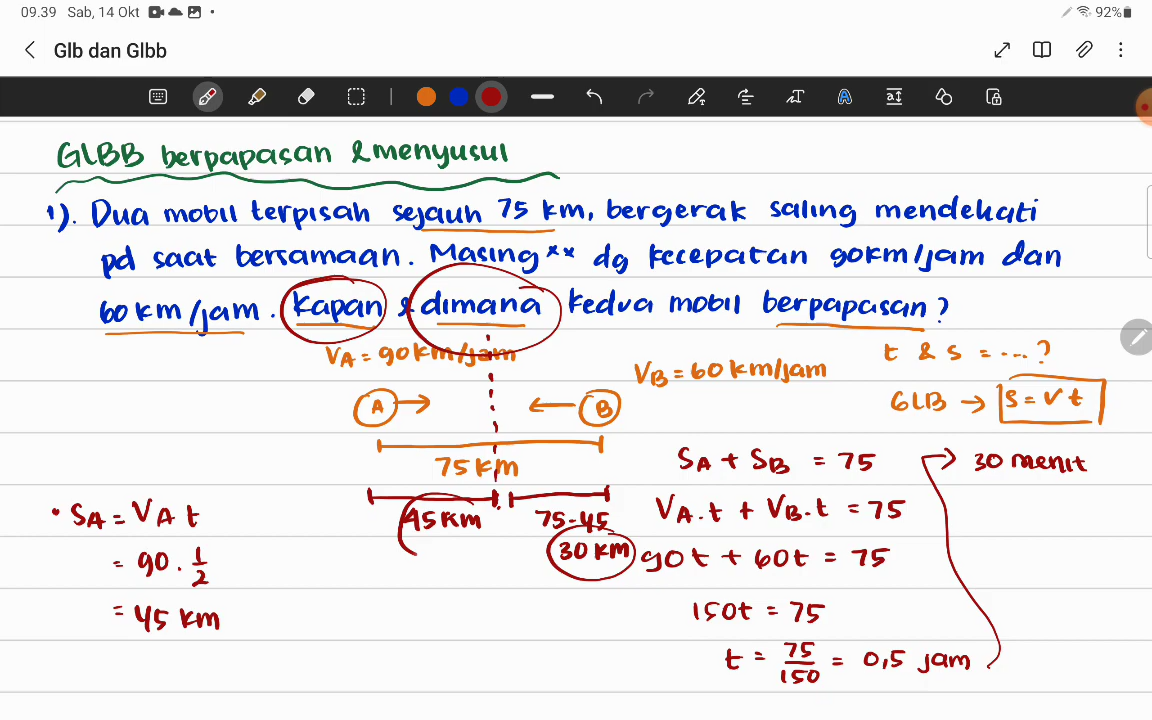 09.39 Sab, 14 Okt
92%
Glb dan Glbb
GLBB berpapasan & menyusul
1). Dua mobil terpisah sejauh 75 km, bergerak saling mendekati
pd saat bersamaan. Masing ** dg kecepatan 90km/jam dan
60 km/jam. kapan & dimana kedua mobil berpapasan?
VA = 90km/jam
VB = 60 km/jam
t & s = ...?
GLB → S = v t
A → ← B
75 km
45 km
75-45
30 km
• SA = VA t
= 90 . 1/2
= 45 km
SA + SB = 75
→ 30 menit
VA.t + VB.t = 75
90t + 60t = 75
150t = 75
t = 75/150 = 0,5 jam